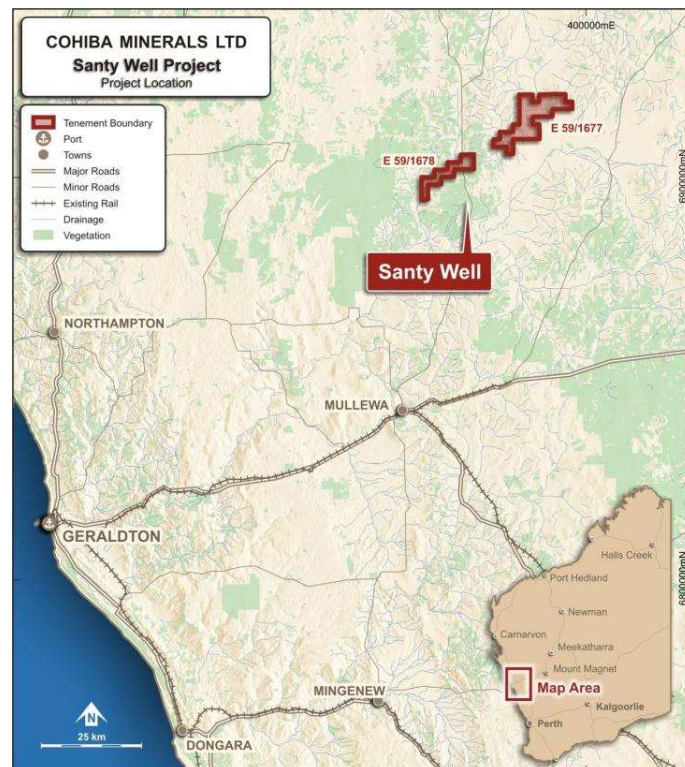 COHIBA MINERALS LTD
Santy Well Project
Project Location
Tenement Boundary
Port
Towns
Major Roads
Minor Roads
Existing Rail
Drainage
Vegetation
400000mE
E 59/1677
E 59/1678
6900000mN
Santy Well
NORTHAMPTON
MULLEWA
GERALDTON
6800000mN
Halls Creek
Port Hedland
Newman
Carnarvon
Meekatharra
Mount Magnet
Map Area
Kalgoorlie
Perth
MINGENEW
DONGARA
N
25 km